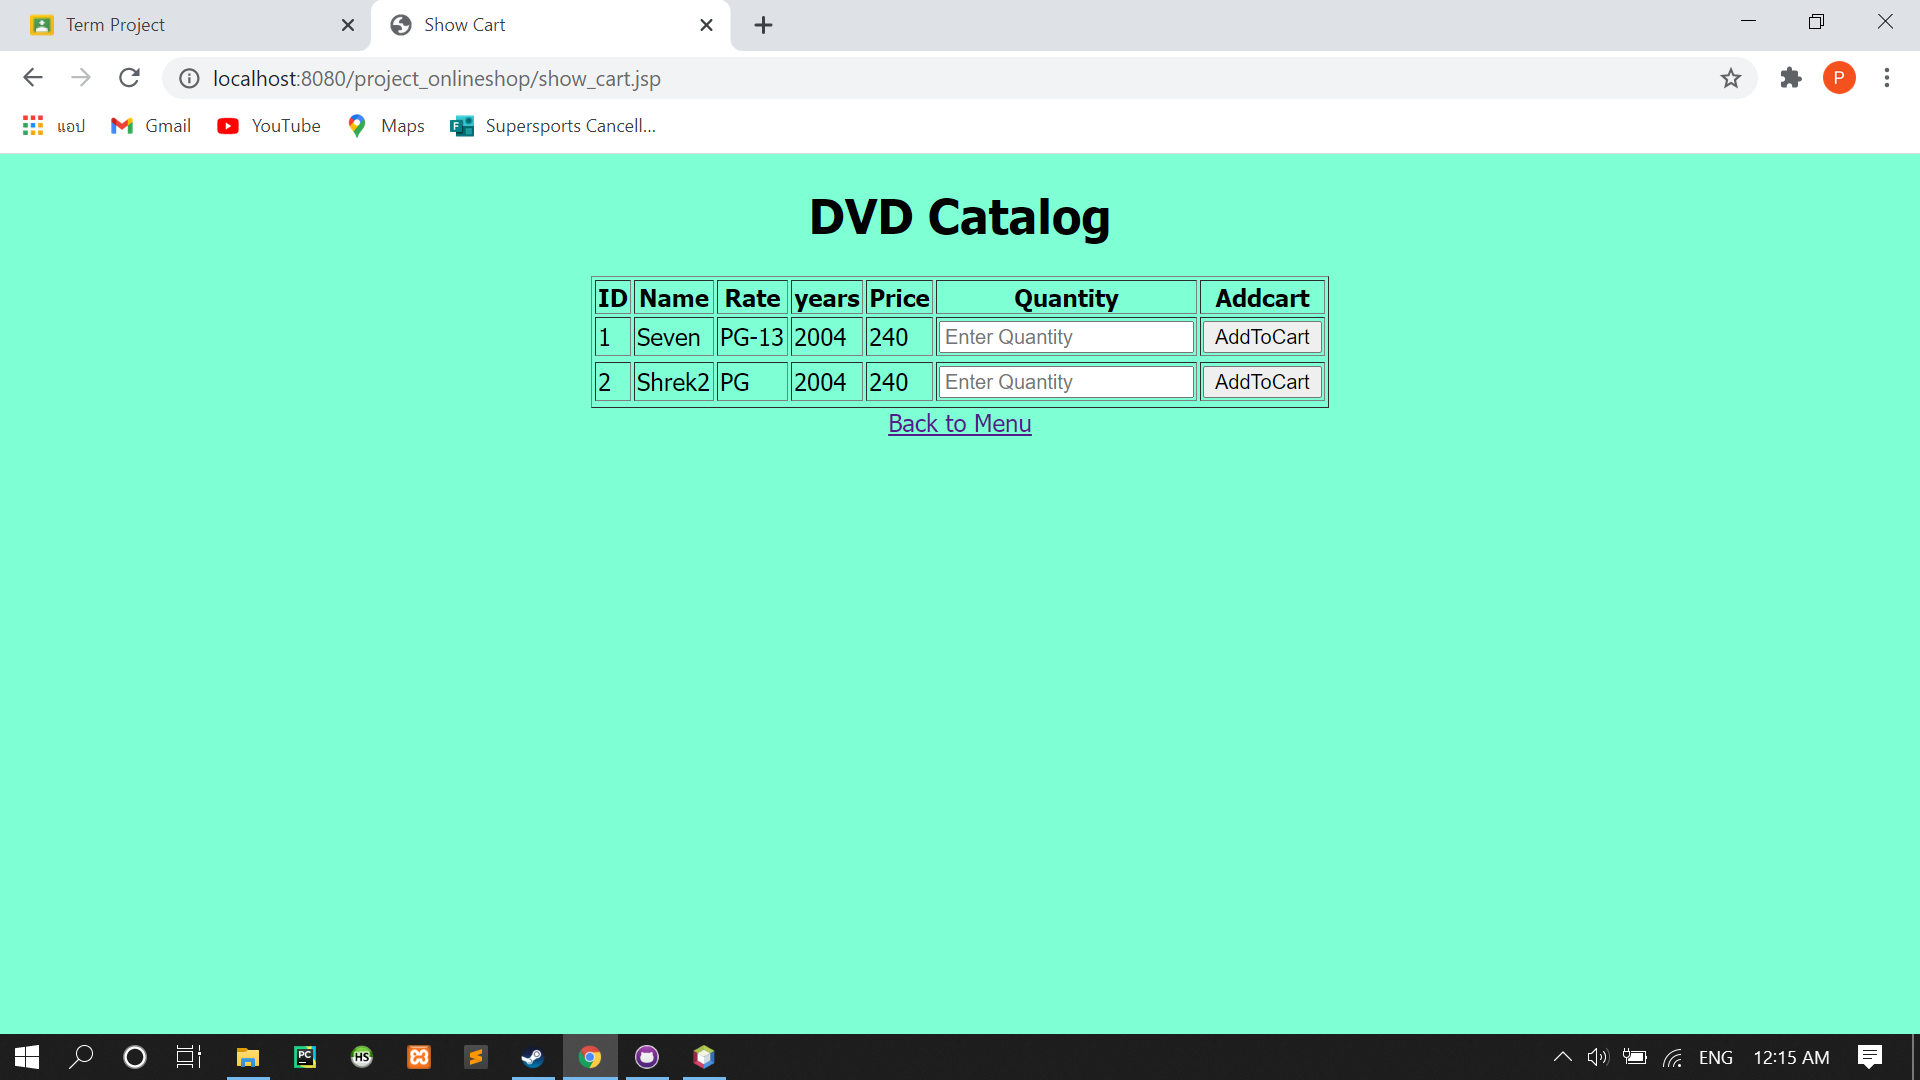 Term Project
Show Cart
localhost:8080/project_onlineshop/show_cart.jsp
P
แอป
Gmail
YouTube
Maps
Supersports Cancell...
DVD Catalog
ID Name Rate years Price Quantity Addcart
1 Seven PG-13 2004 240 Enter Quantity AddToCart
2 Shrek2 PG 2004 240 Enter Quantity AddToCart
Back to Menu
PC
HS
ENG
12:15 AM